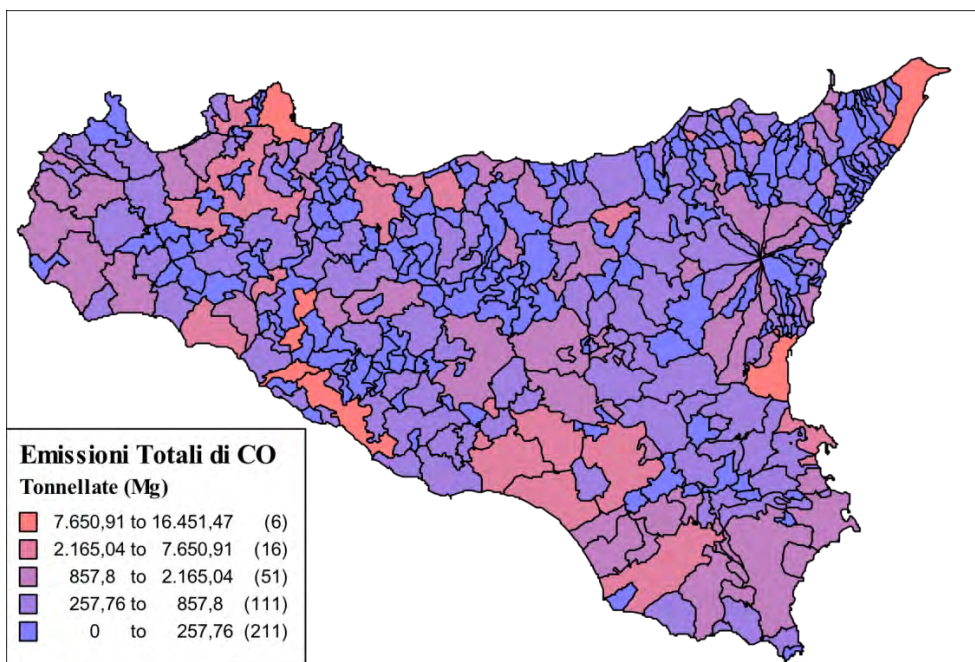 Emissioni Totali di CO
Tonnellate (Mg)
7.650,91 to 16.451,47 (6)
2.165,04 to 7.650,91 (16)
857,8 to 2.165,04 (51)
257,76 to 857,8 (111)
0 to 257,76 (211)